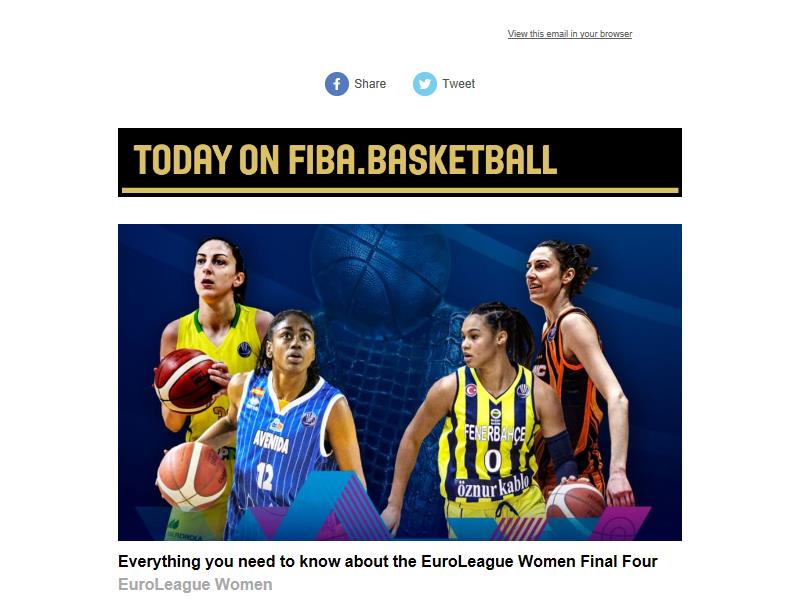 View this email in your browser
Share
Tweet
TODAY ON FIBA.BASKETBALL
AVENIDA
12
FENERBAHÇE
0
öznur kablo
Everything you need to know about the EuroLeague Women Final Four
EuroLeague Women